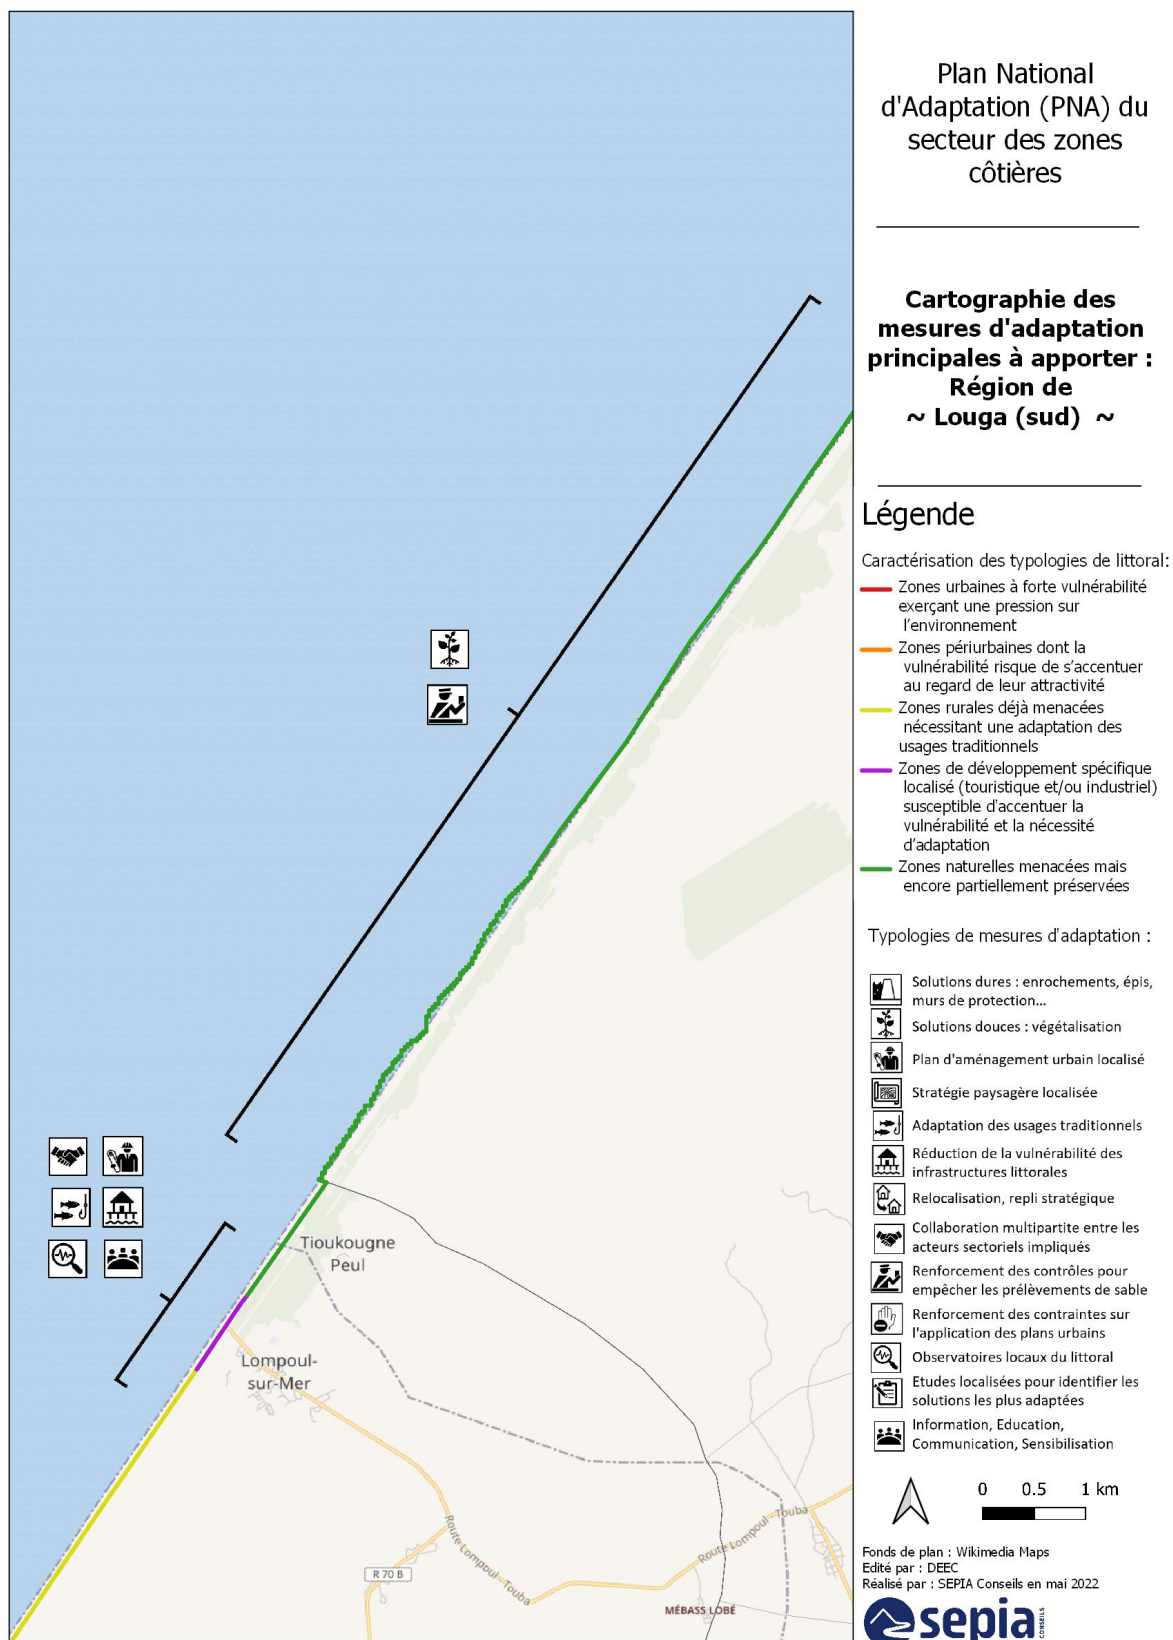 Plan National
d'Adaptation (PNA) du
secteur des zones
côtières
Cartographie des
mesures d'adaptation
principales à apporter :
Région de
~ Louga (sud) ~
Légende
Caractérisation des typologies de littoral:
Zones urbaines à forte vulnérabilité
exerçant une pression sur
l'environnement
Zones périurbaines dont la
vulnérabilité risque de s'accentuer
au regard de leur attractivité
Zones rurales déjà menacées
nécessitant une adaptation des
usages traditionnels
Zones de développement spécifique
localisé (touristique et/ou industriel)
susceptible d'accentuer la
vulnérabilité et la nécessité
d'adaptation
Zones naturelles menacées mais
encore partiellement préservées
Typologies de mesures d'adaptation :
Solutions dures : enrochements, épis,
murs de protection...
Solutions douces : végétalisation
Plan d'aménagement urbain localisé
Stratégie paysagère localisée
Adaptation des usages traditionnels
Réduction de la vulnérabilité des
infrastructures littorales
Relocalisation, repli stratégique
Collaboration multipartite entre les
acteurs sectoriels impliqués
Renforcement des contrôles pour
empêcher les prélèvements de sable
Renforcement des contraintes sur
l'application des plans urbains
Observatoires locaux du littoral
Etudes localisées pour identifier les
solutions les plus adaptées
Information, Education,
Communication, Sensibilisation
0 0.5 1 km
Fonds de plan : Wikimedia Maps
Edité par : DEEC
Réalisé par : SEPIA Conseils en mai 2022
sepia
CONSEILS
Tioukougne
Peul
Lompoul-
sur-Mer
Route Lompoul - Touba
Route Lompoul - Touba
R 70 B
MÉBASS LOBÉ